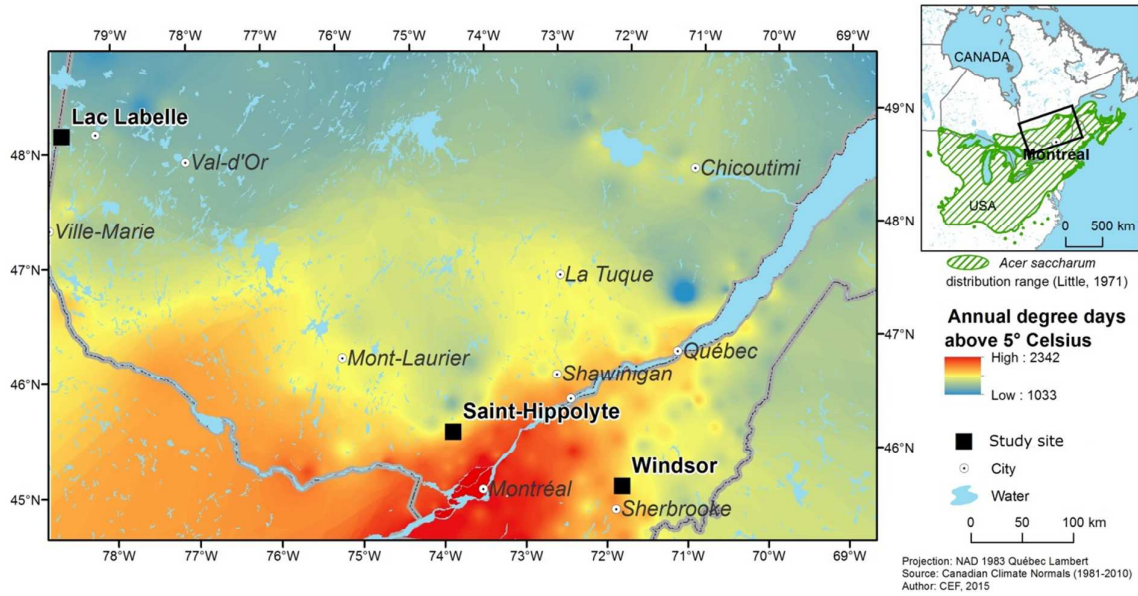 79°W 78°W 77°W 76°W 75°W 74°W 73°W 72°W 71°W 70°W 69°W
49°N
48°N
47°N
46°N
48°N
47°N
46°N
45°N
Lac Labelle
Val-d'Or
Chicoutimi
Ville-Marie
La Tuque
Mont-Laurier
Québec
Shawinigan
Saint-Hippolyte
Windsor
Montréal
Sherbrooke
78°W 77°W 76°W 75°W 74°W 73°W 72°W 71°W 70°W 69°W
CANADA
Montréal
USA
0 500 km
Acer saccharum
distribution range (Little, 1971)
Annual degree days
above 5° Celsius
High : 2342
Low : 1033
Study site
City
Water
0 50 100 km
Projection: NAD 1983 Québec Lambert
Source: Canadian Climate Normals (1981-2010)
Author: CEF, 2015